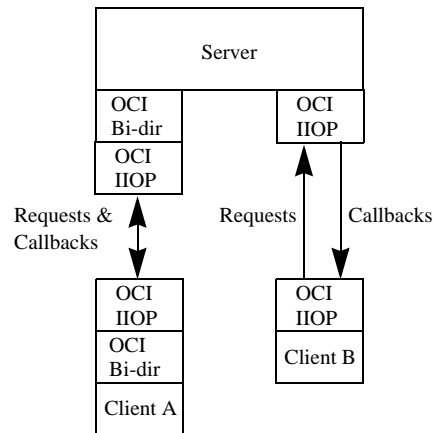 Server
OCI
Bi-dir
OCI
IIOP
OCI
IIOP
Requests &
Callbacks
Requests
Callbacks
OCI
IIOP
OCI
Bi-dir
Client A
OCI
IIOP
Client B